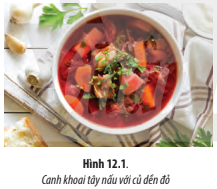 Hình 12.1.
Canh khoai tây nấu với củ dền đỏ